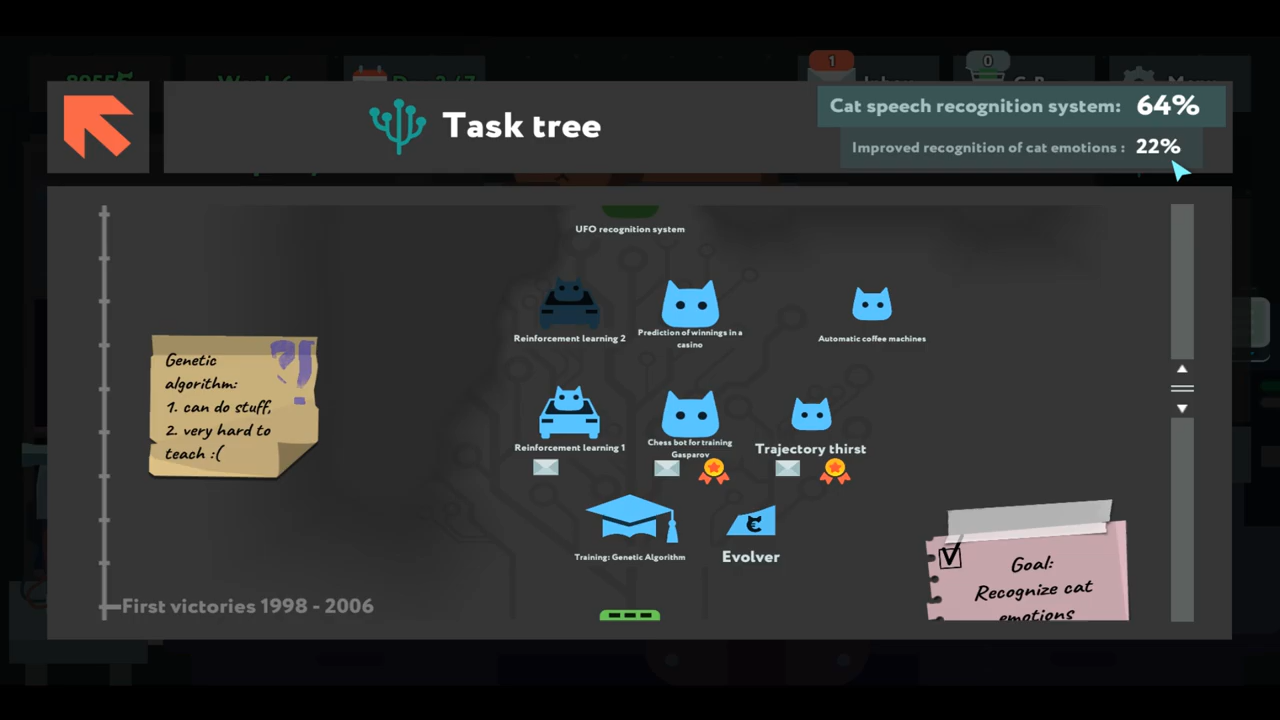 1
0
Task tree
Cat speech recognition system: 64%
Improved recognition of cat emotions : 22%
UFO recognition system
Reinforcement learning 2
Prediction of winnings in a
casino
Automatic coffee machines
Genetic
algorithm:
1. can do stuff,
2. very hard to
teach :(
?!
Reinforcement learning 1
Chess bot for training
Gasparov
Trajectory thirst
Training: Genetic Algorithm
Evolver
Goal:
Recognize cat
emotions
First victories 1998 - 2006